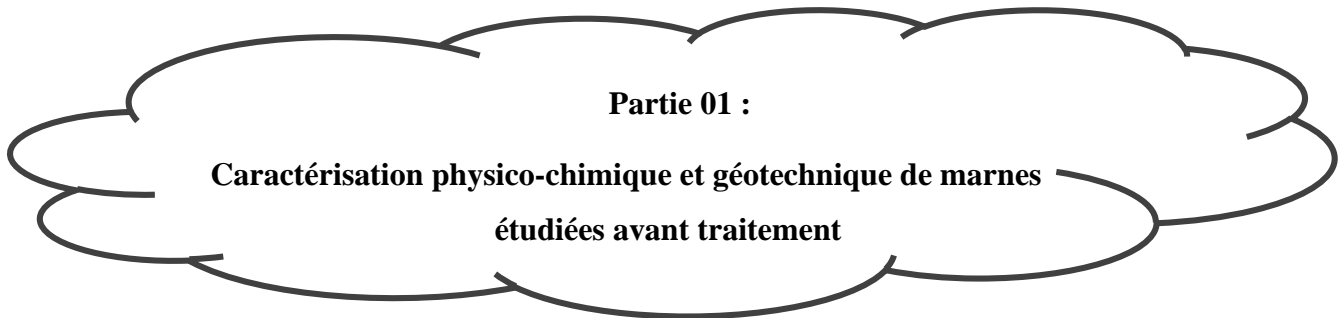 Partie 01 :
Caractérisation physico-chimique et géotechnique de marnes
étudiées avant traitement